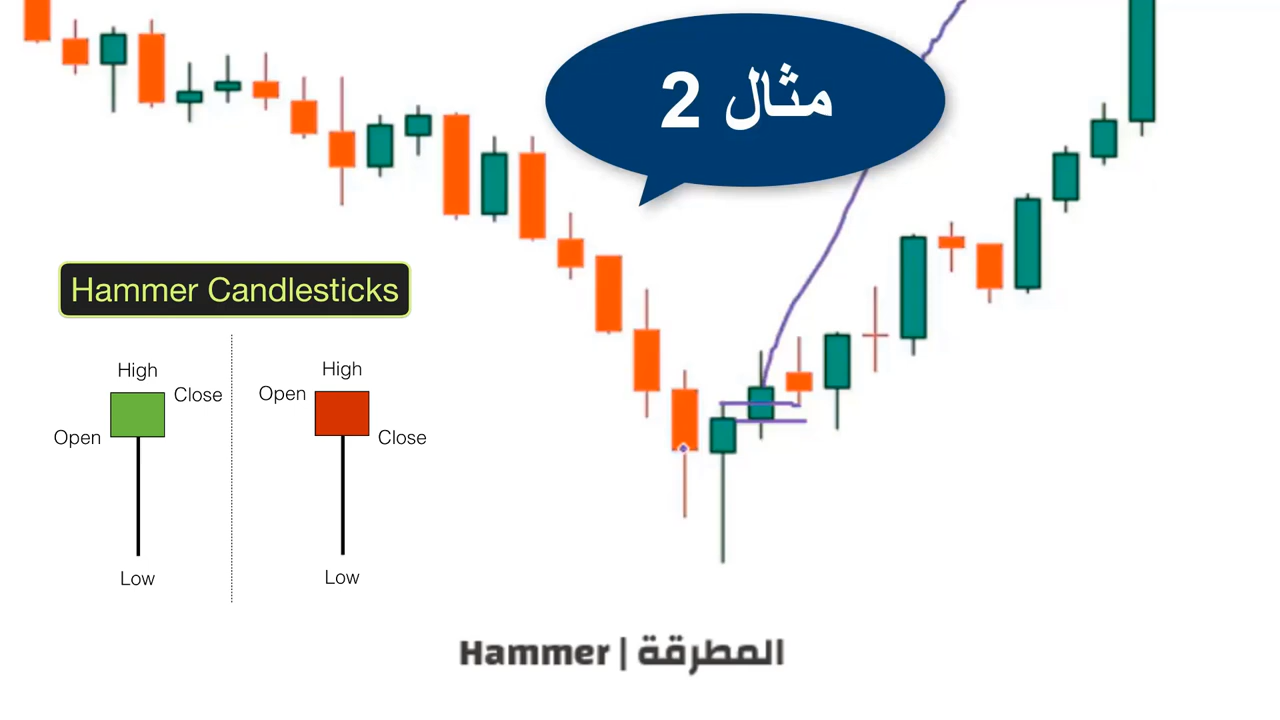 مثال 2
Hammer Candlesticks
High
Close
Open
Low
High
Open
Close
Low
Hammer | المطرقة